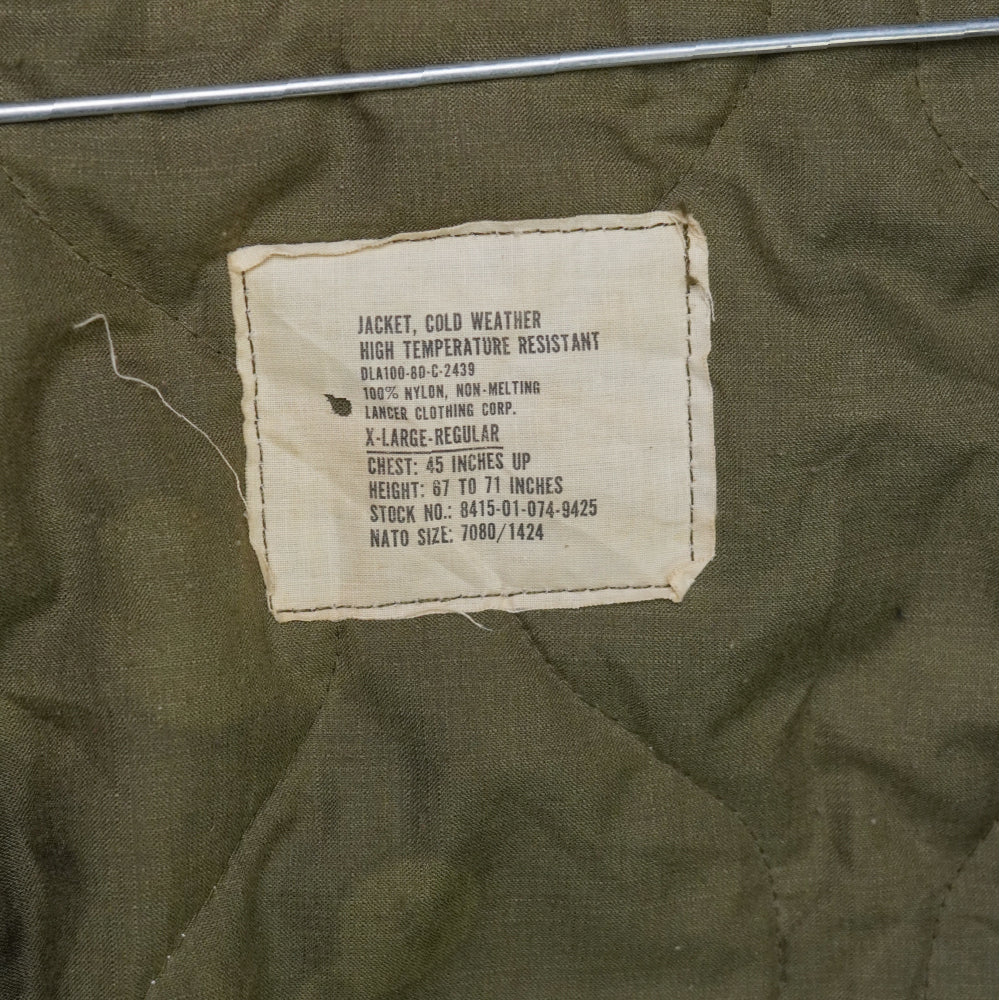 JACKET, COLD WEATHER
HIGH TEMPERATURE RESISTANT
DLA100-80-C-2439
100% NYLON, NON-MELTING
LANCER CLOTHING CORP.
X-LARGE-REGULAR
CHEST: 45 INCHES UP
HEIGHT: 67 TO 71 INCHES
STOCK NO.: 8415-01-074-9425
NATO SIZE: 7080/1424